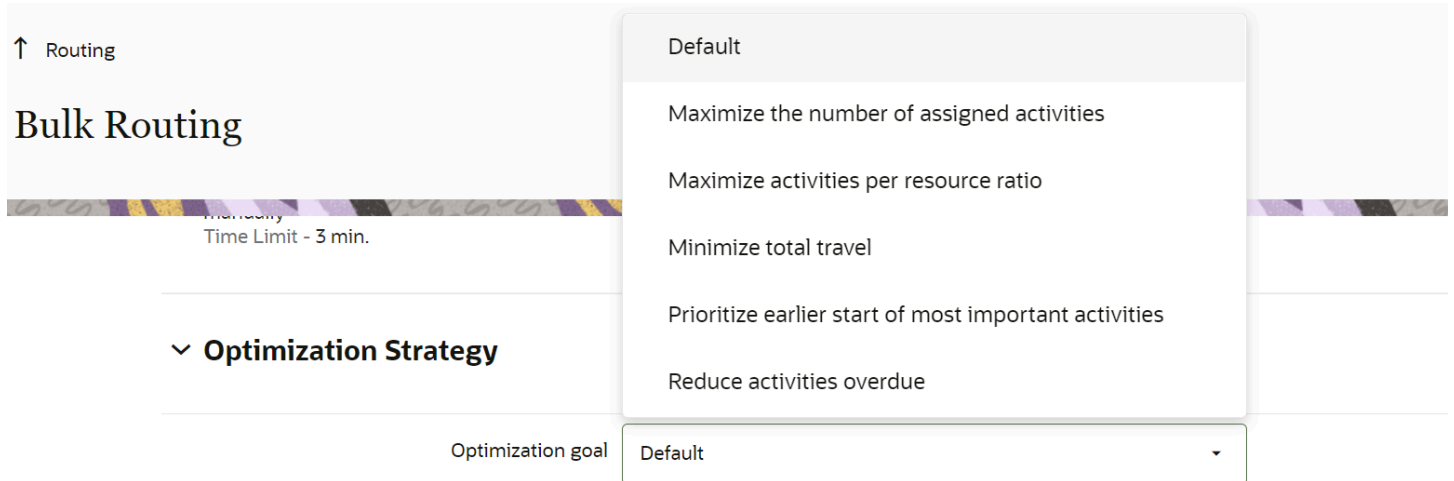 ↑ Routing
Bulk Routing
manually
Time Limit - 3 min.
Optimization Strategy
Default
Maximize the number of assigned activities
Maximize activities per resource ratio
Minimize total travel
Prioritize earlier start of most important activities
Reduce activities overdue
Optimization goal Default